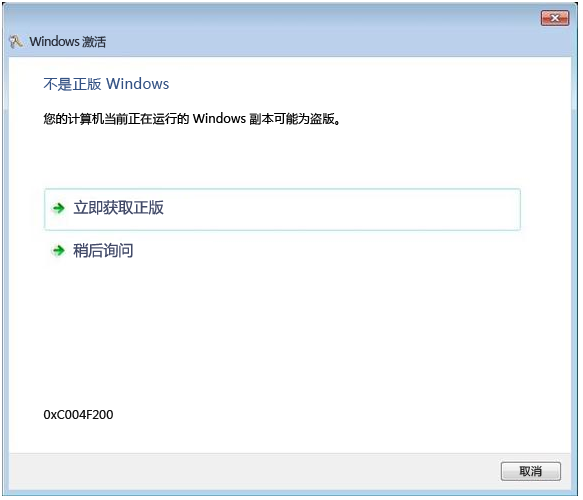 Windows 激活
不是正版 Windows
您的计算机当前正在运行的 Windows 副本可能为盗版。
立即获取正版
稍后询问
0xC004F200
取消